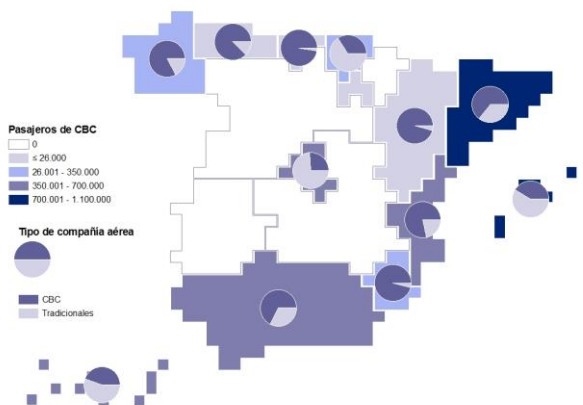 Pasajeros de CBC
0
≤ 26.000
26.001 - 350.000
350.001 - 700.000
700.001 - 1.100.000
Tipo de compañia aérea
CBC
Tradicionales